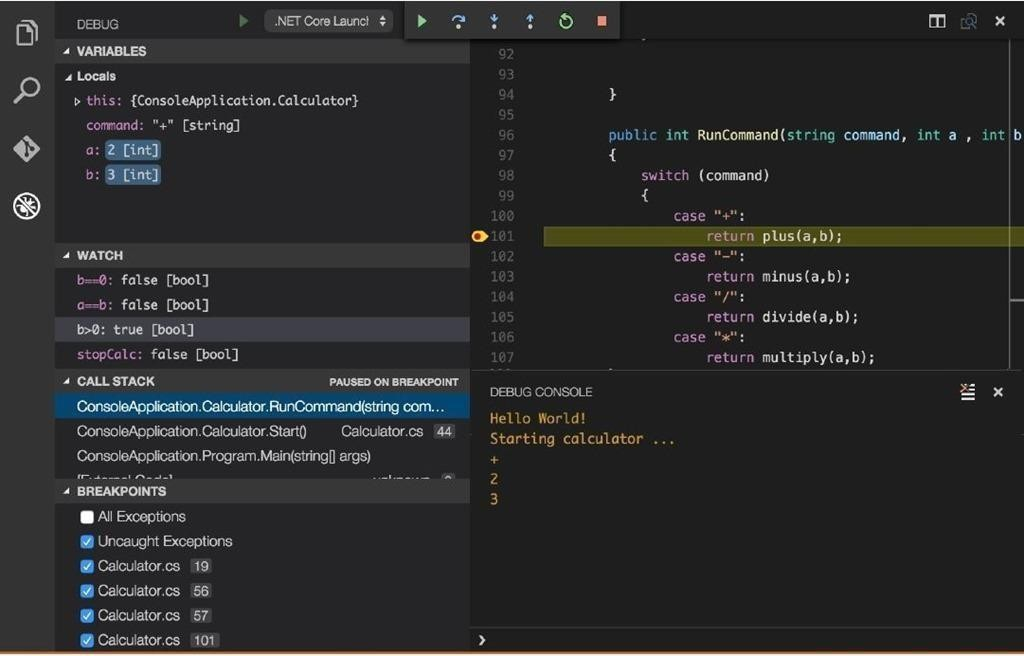 DEBUG
.NET Core Launch
VARIABLES
Locals
this: {ConsoleApplication.Calculator}
command: "+" [string]
a: 2 [int]
b: 3 [int]
WATCH
b==0: false [bool]
a==b: false [bool]
b>0: true [bool]
stopCalc: false [bool]
CALL STACK PAUSED ON BREAKPOINT
ConsoleApplication.Calculator.RunCommand(string com...
ConsoleApplication.Calculator.Start() Calculator.cs 44
ConsoleApplication.Program.Main(string[] args)
[External Code]
BREAKPOINTS
All Exceptions
Uncaught Exceptions
Calculator.cs 19
Calculator.cs 56
Calculator.cs 57
Calculator.cs 101
92
93
94 }
95
96 public int RunCommand(string command, int a , int b
97 {
98 switch (command)
99 {
100 case "+":
101 return plus(a,b);
102 case "-":
103 return minus(a,b);
104 case "/":
105 return divide(a,b);
106 case "*":
107 return multiply(a,b);
DEBUG CONSOLE
Hello World!
Starting calculator ...
+
2
3